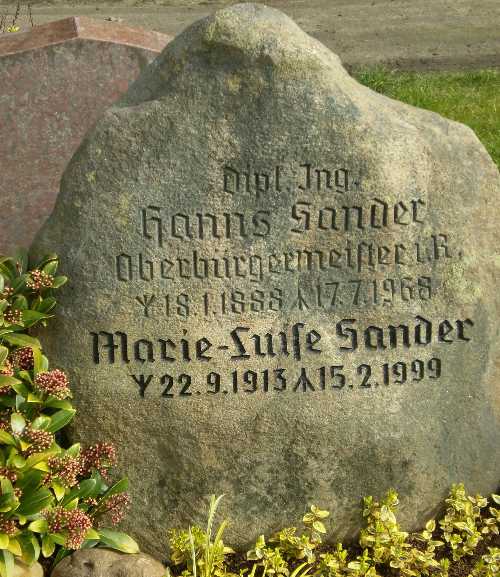 Dipl. Ing.
Hanns Sander
Oberbürgermeister i.R.
ᛉ 18.1.1888 ᛣ 17.7.1968
Marie-Luise Sander
ᛉ 22.9.1913 ᛣ 15.2.1999